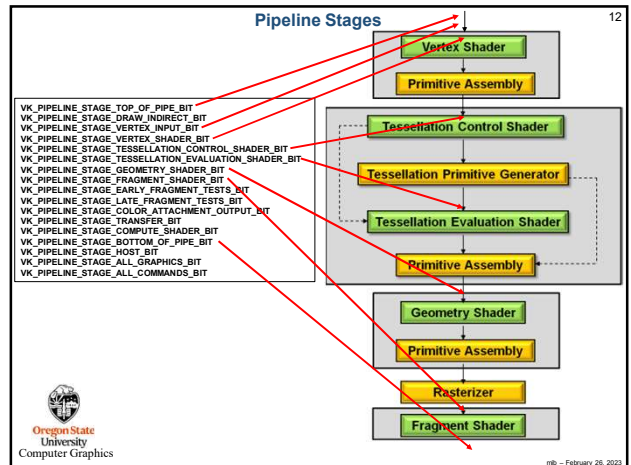 Pipeline Stages
12
VK_PIPELINE_STAGE_TOP_OF_PIPE_BIT
VK_PIPELINE_STAGE_DRAW_INDIRECT_BIT
VK_PIPELINE_STAGE_VERTEX_INPUT_BIT
VK_PIPELINE_STAGE_VERTEX_SHADER_BIT
VK_PIPELINE_STAGE_TESSELLATION_CONTROL_SHADER_BIT
VK_PIPELINE_STAGE_TESSELLATION_EVALUATION_SHADER_BIT
VK_PIPELINE_STAGE_GEOMETRY_SHADER_BIT
VK_PIPELINE_STAGE_FRAGMENT_SHADER_BIT
VK_PIPELINE_STAGE_EARLY_FRAGMENT_TESTS_BIT
VK_PIPELINE_STAGE_LATE_FRAGMENT_TESTS_BIT
VK_PIPELINE_STAGE_COLOR_ATTACHMENT_OUTPUT_BIT
VK_PIPELINE_STAGE_TRANSFER_BIT
VK_PIPELINE_STAGE_COMPUTE_SHADER_BIT
VK_PIPELINE_STAGE_BOTTOM_OF_PIPE_BIT
VK_PIPELINE_STAGE_HOST_BIT
VK_PIPELINE_STAGE_ALL_GRAPHICS_BIT
VK_PIPELINE_STAGE_ALL_COMMANDS_BIT
Vertex Shader
Primitive Assembly
Tessellation Control Shader
Tessellation Primitive Generator
Tessellation Evaluation Shader
Primitive Assembly
Geometry Shader
Primitive Assembly
Rasterizer
Fragment Shader
Oregon State
University
Computer Graphics
mjb – February 26, 2023